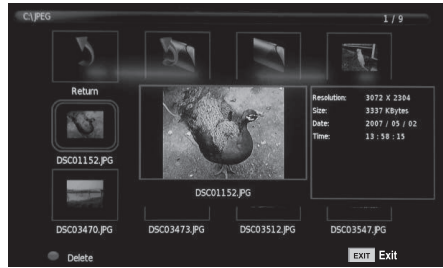 C:\JPEG 1 / 9
Return
Resolution: 3072 X 2304
Size: 3337 KBytes
Date: 2007 / 05 / 02
Time: 13 : 58 : 15
DSC01152.JPG
DSC01152.JPG
DSC03470.JPG DSC03473.JPG DSC03512.JPG DSC03547.JPG
Delete EXIT Exit